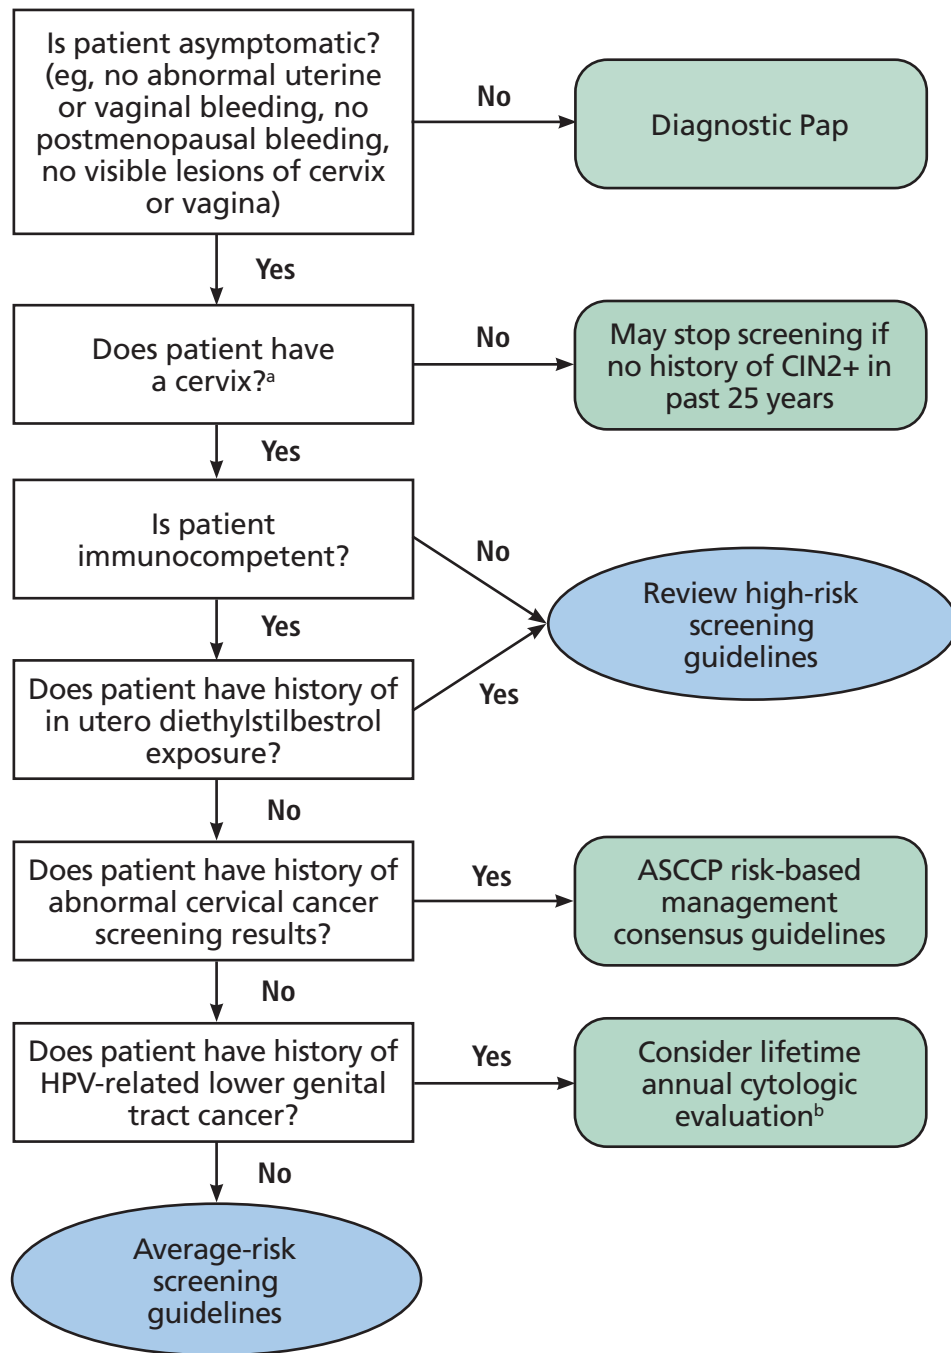 Is patient asymptomatic?
(eg, no abnormal uterine
or vaginal bleeding, no
postmenopausal bleeding,
no visible lesions of cervix
or vagina)
No
Diagnostic Pap
Yes
Does patient have
a cervix?ᵃ
No
May stop screening if
no history of CIN2+ in
past 25 years
Yes
Is patient
immunocompetent?
No
Review high-risk
screening
guidelines
Yes
Does patient have history of
in utero diethylstilbestrol
exposure?
Yes
No
Does patient have history of
abnormal cervical cancer
screening results?
Yes
ASCCP risk-based
management
consensus guidelines
No
Does patient have history of
HPV-related lower genital
tract cancer?
Yes
Consider lifetime
annual cytologic
evaluationᵇ
No
Average-risk
screening
guidelines